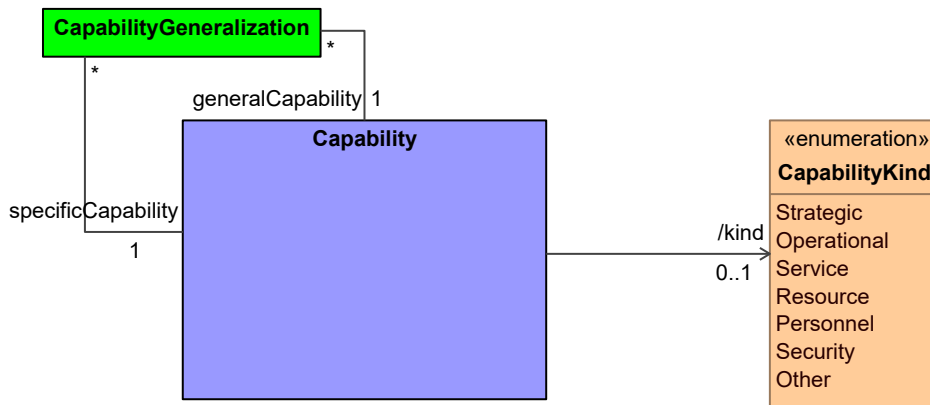 CapabilityGeneralization
*
*
generalCapability 1
Capability
specificCapability
1
/kind
0..1
«enumeration»
CapabilityKind
Strategic
Operational
Service
Resource
Personnel
Security
Other